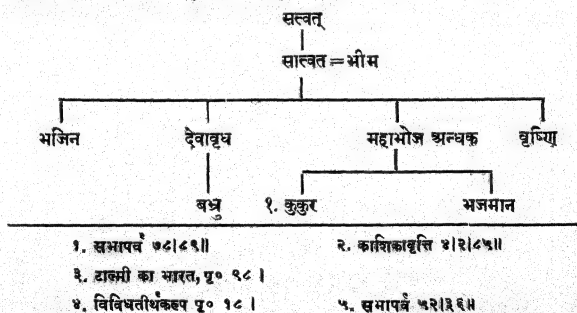 सत्वत्
सात्वत = भीम
भजिन देवावृध महाभोज अन्धक वृष्णि
बभ्रु १. कुकुर भजमान
१. सभापर्व ७८|८९॥ २. काशिकावृत्ति ४|२|८५॥
३. टाल्मी का भारत, पृ० ९८ ।
४. विविधतीर्थकल्प पृ० १८ । ५. सभापर्व ५२|३६॥